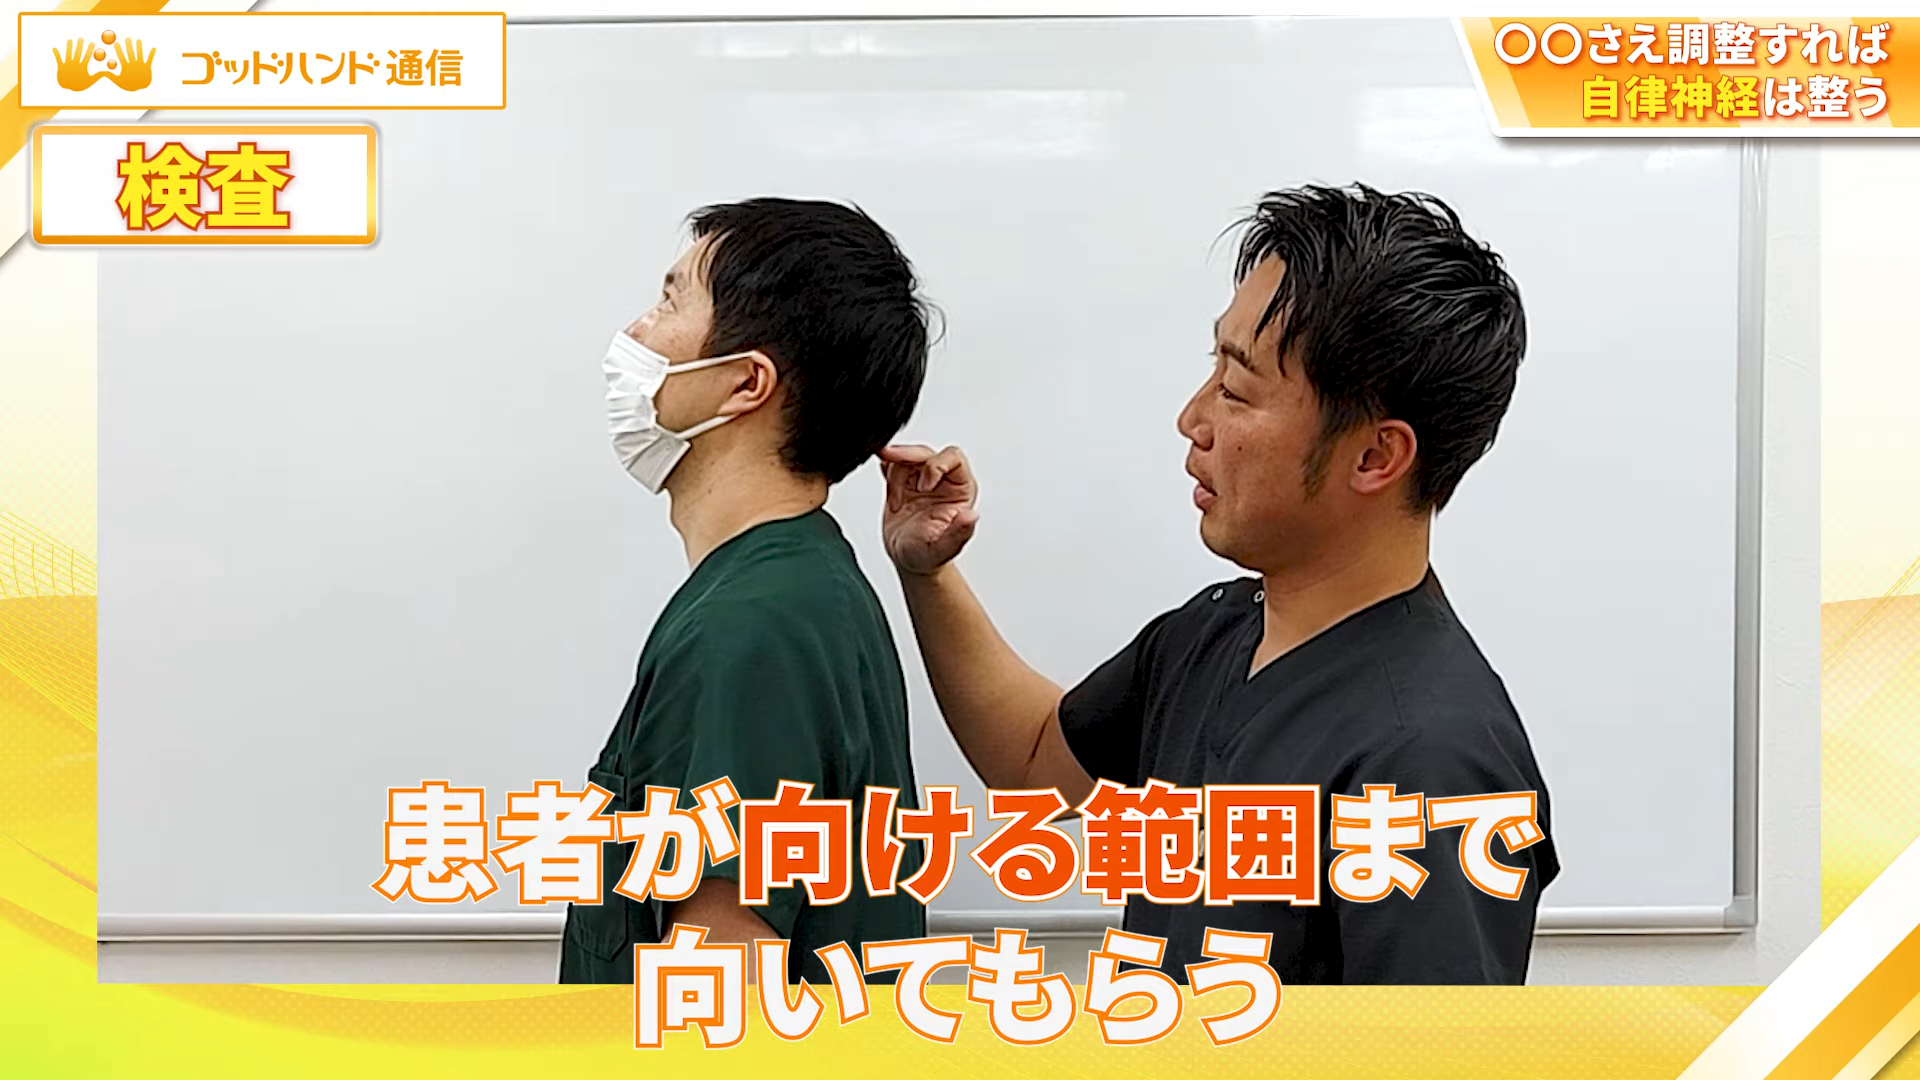 ゴッドハンド通信
〇〇さえ調整すれば
自律神経は整う
検査
患者が向ける範囲まで
向いてもらう